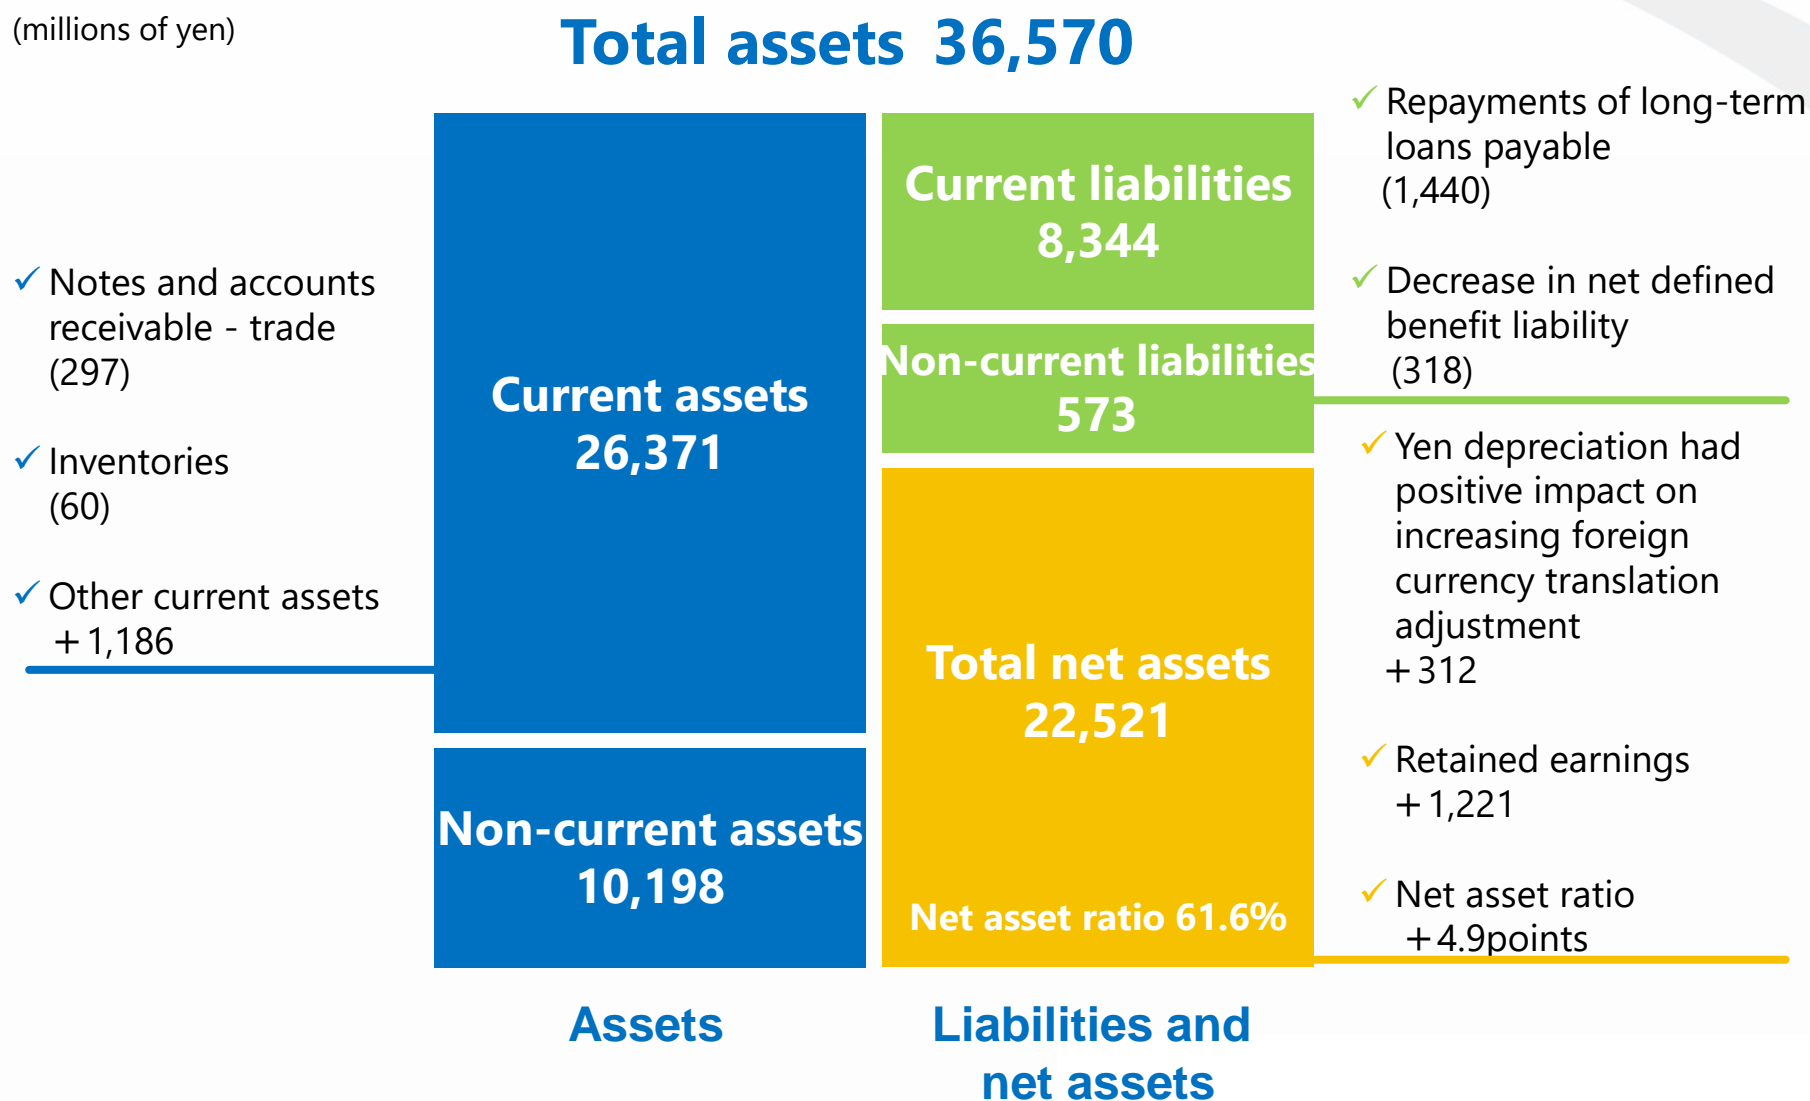 (millions of yen)
Total assets 36,570
Notes and accounts
receivable - trade
(297)
Inventories
(60)
Other current assets
＋1,186
Current assets
26,371
Non-current assets
10,198
Assets
Current liabilities
8,344
Non-current liabilities
573
Total net assets
22,521
Net asset ratio 61.6%
Liabilities and
net assets
Repayments of long-term
loans payable
(1,440)
Decrease in net defined
benefit liability
(318)
Yen depreciation had
positive impact on
increasing foreign
currency translation
adjustment
＋312
Retained earnings
＋1,221
Net asset ratio
＋4.9points